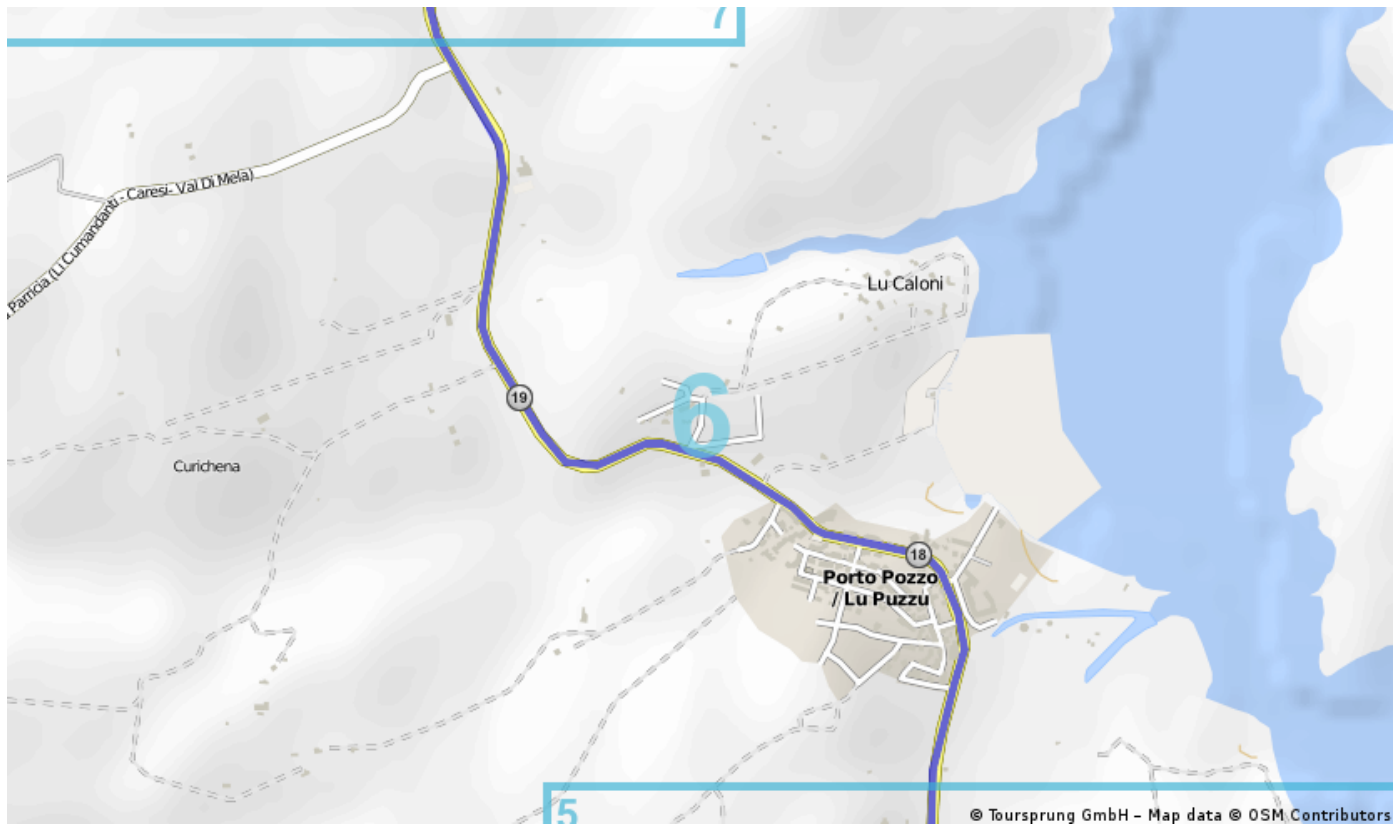 7
Parricia (Li Cumandanti - Caresi- Val Di Mela)
Lu Caloni
19
6
Curichena
18
Porto Pozzo
/ Lu Puzzu
5
© Toursprung GmbH – Map data © OSM Contributors